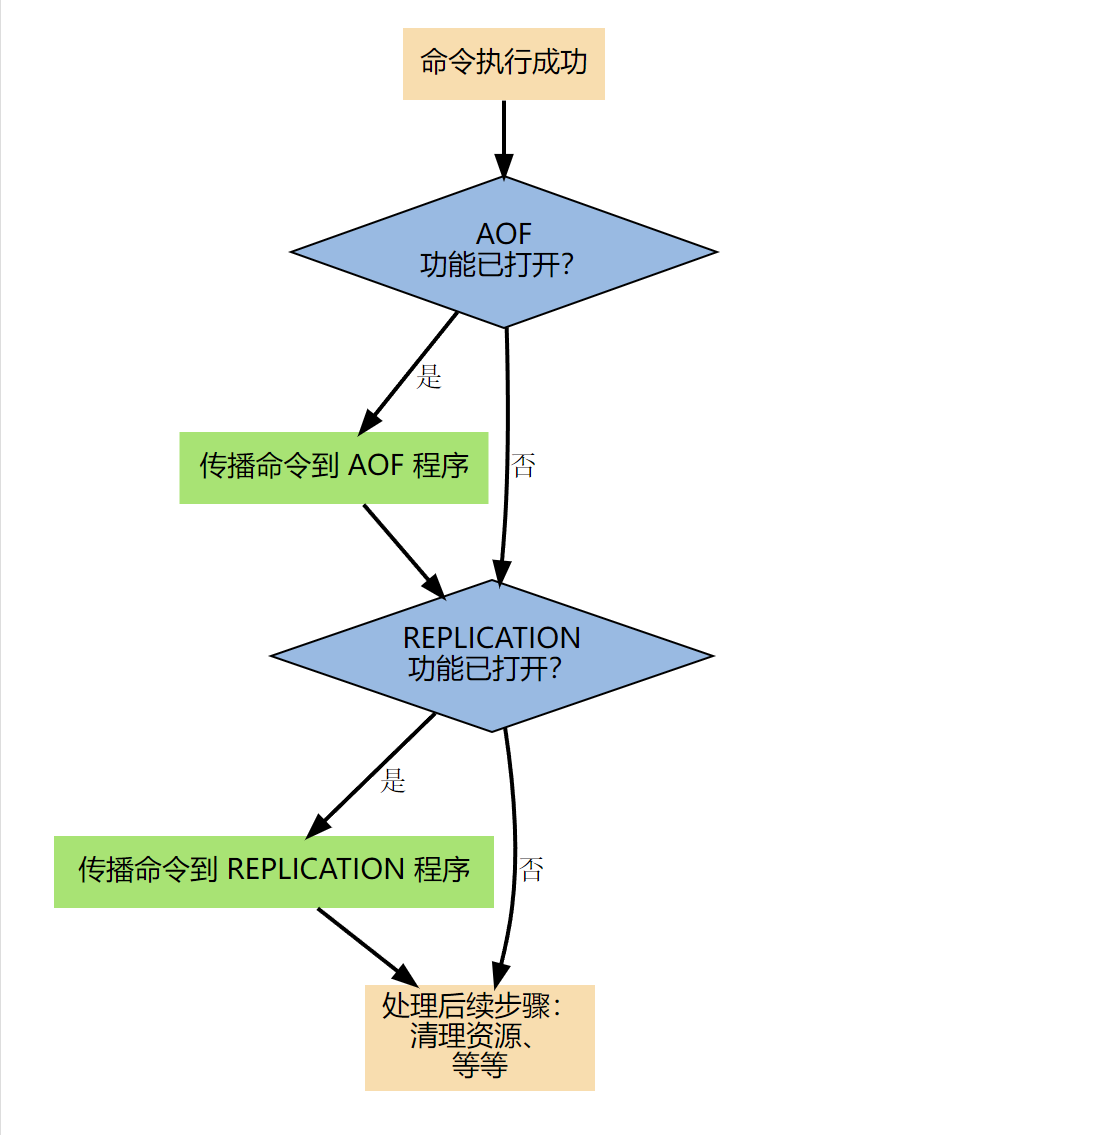 命令执行成功
AOF
功能已打开？
是
传播命令到 AOF 程序
否
REPLICATION
功能已打开？
是
传播命令到 REPLICATION 程序
否
处理后续步骤：
清理资源、
等等